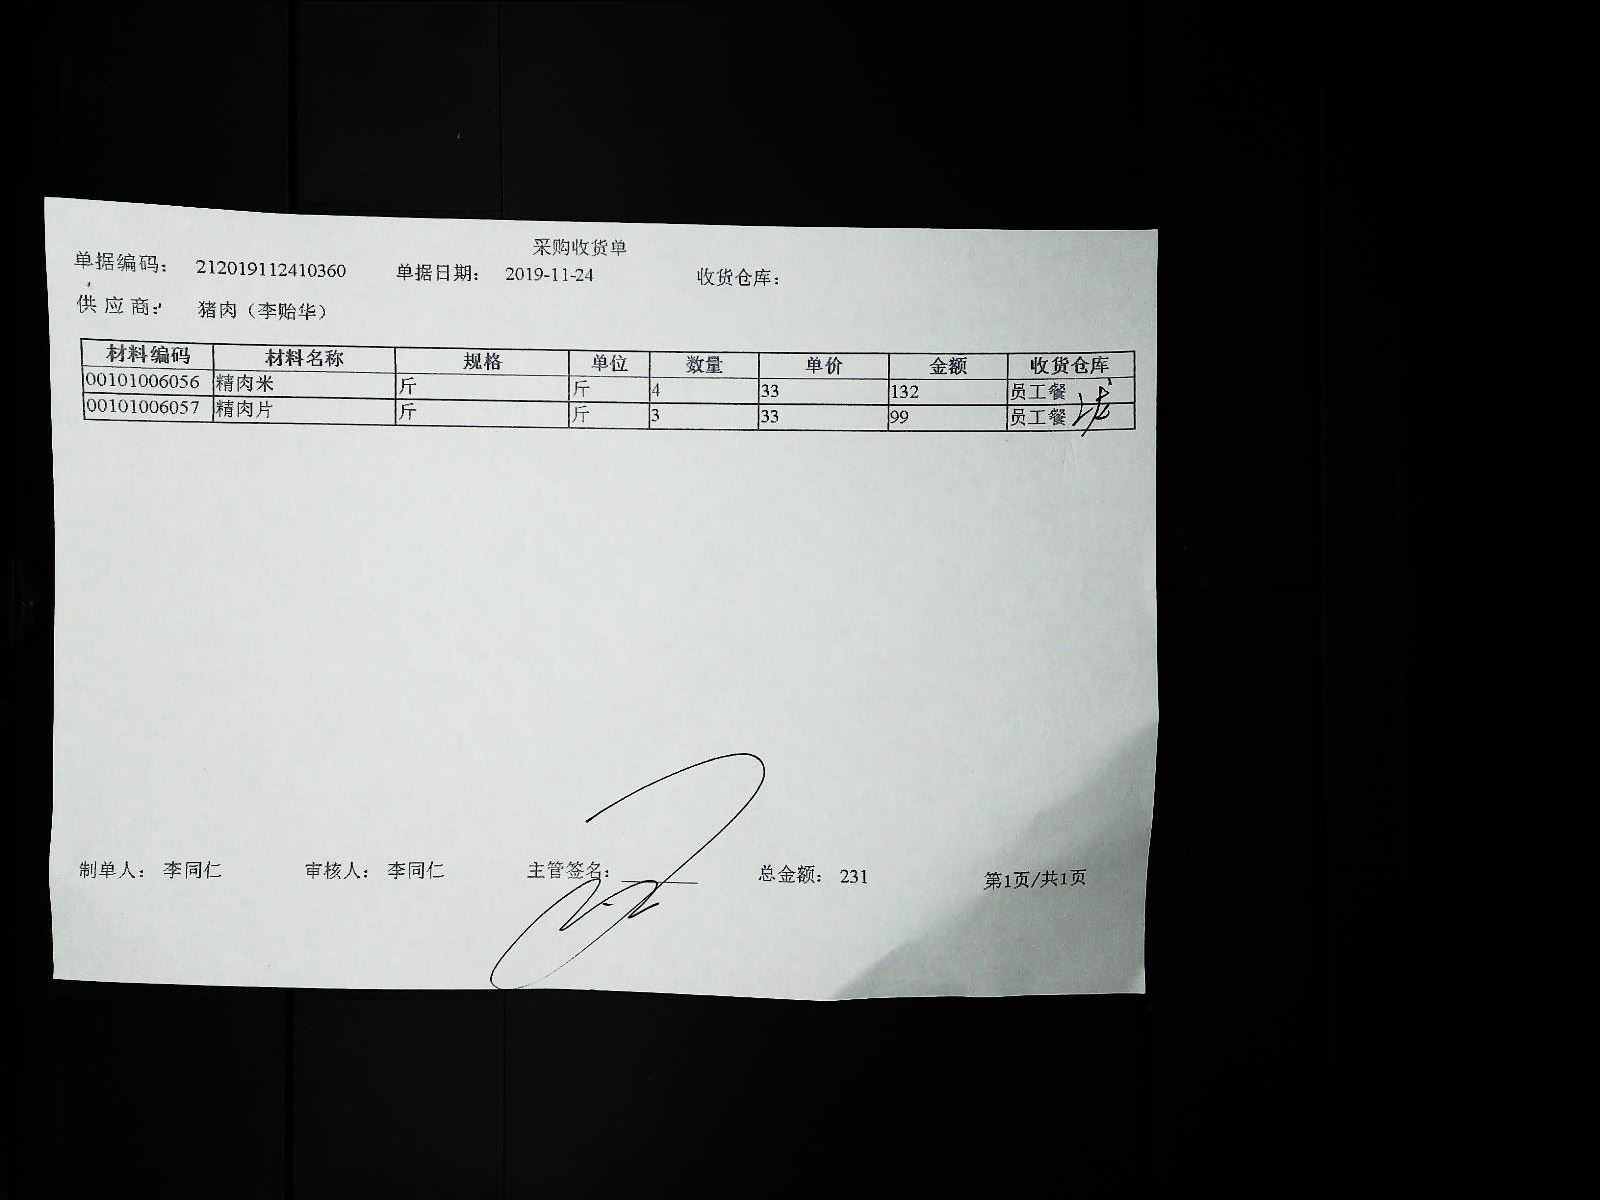 采购收货单
单据编码： 212019112410360 单据日期： 2019-11-24 收货仓库：
供应商： 猪肉（李贻华）
材料编码 材料名称 规格 单位 数量 单价 金额 收货仓库
00101006056 精肉米 斤 斤 4 33 132 员工餐
00101006057 精肉片 斤 斤 3 33 99 员工餐
制单人： 李同仁 审核人： 李同仁 主管签名： 总金额： 231 第1页/共1页